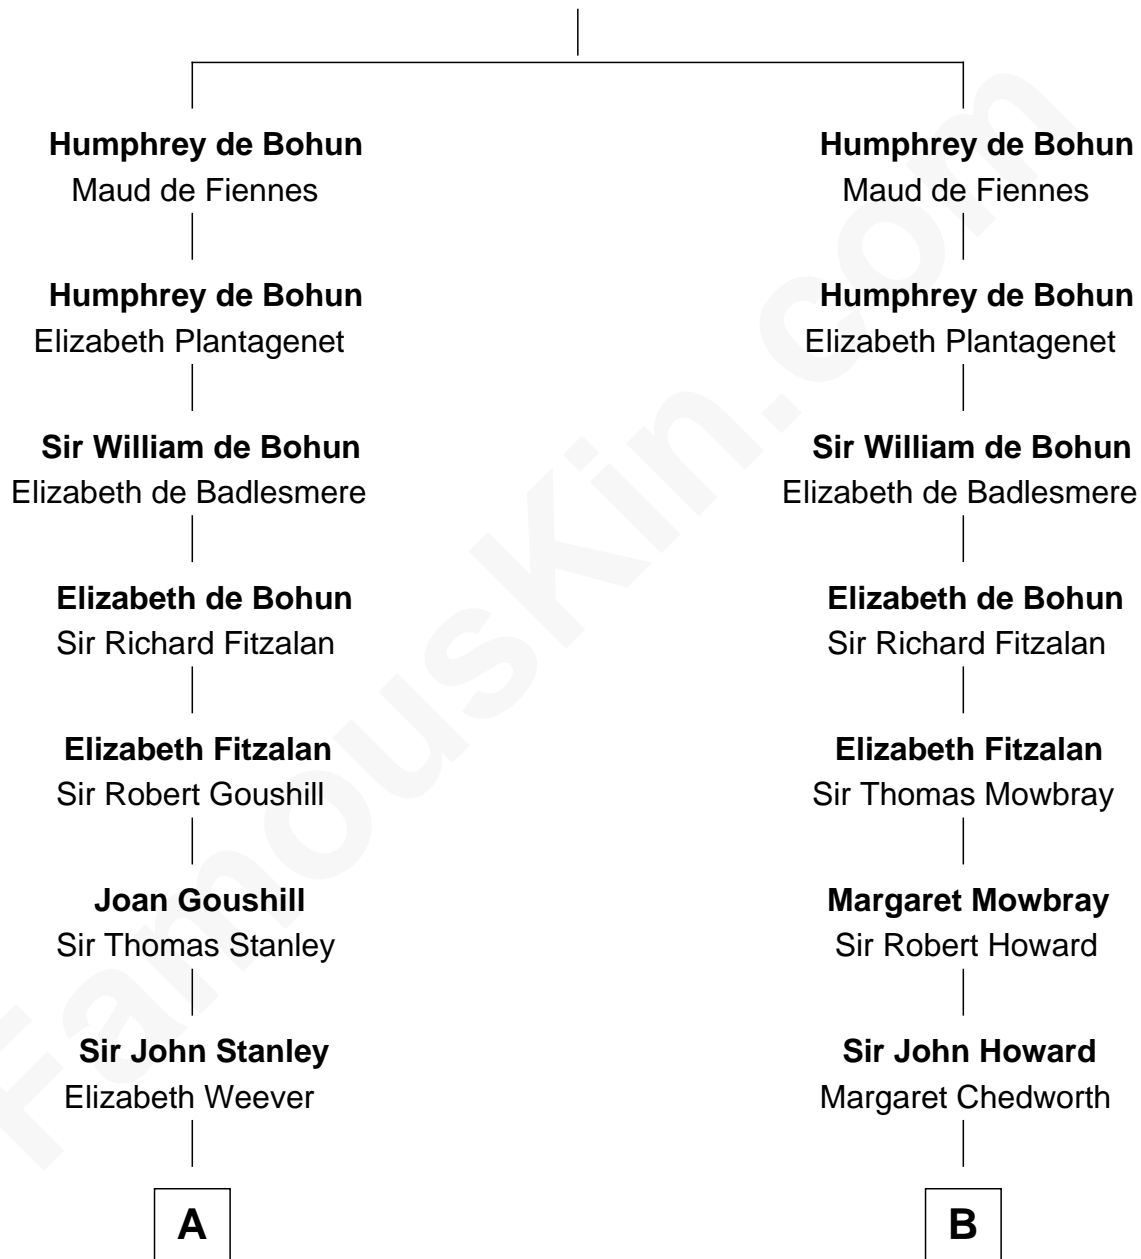 Humphrey de Bohun
Maud de Fiennes
Humphrey de Bohun
Elizabeth Plantagenet
Sir William de Bohun
Elizabeth de Badlesmere
Elizabeth de Bohun
Sir Richard Fitzalan
Elizabeth Fitzalan
Sir Robert Goushill
Joan Goushill
Sir Thomas Stanley
Sir John Stanley
Elizabeth Weever
A
Humphrey de Bohun
Maud de Fiennes
Humphrey de Bohun
Elizabeth Plantagenet
Sir William de Bohun
Elizabeth de Badlesmere
Elizabeth de Bohun
Sir Richard Fitzalan
Elizabeth Fitzalan
Sir Thomas Mowbray
Margaret Mowbray
Sir Robert Howard
Sir John Howard
Margaret Chedworth
B
FamousKin.com